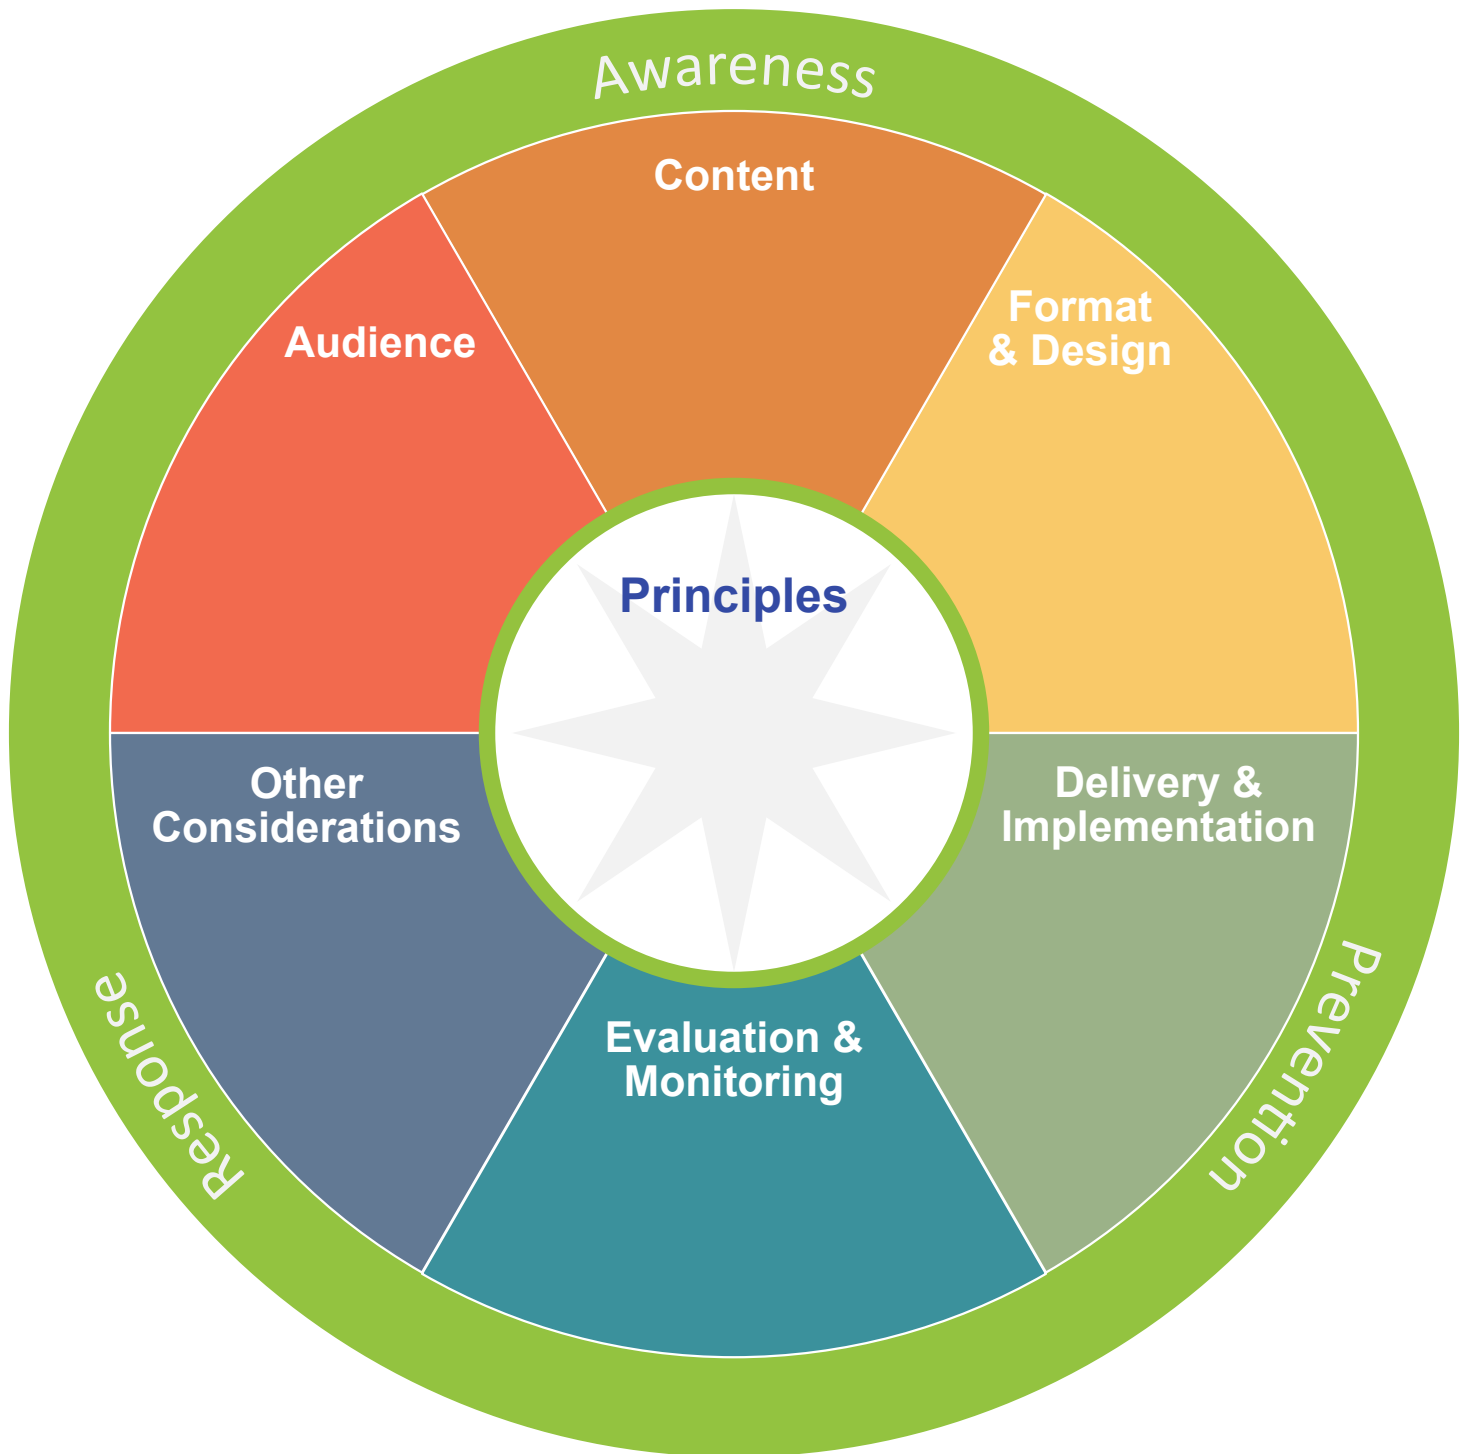 Awareness
Content
Format
& Design
Audience
Principles
Other
Considerations
Delivery &
Implementation
Evaluation &
Monitoring
Response
Prevention